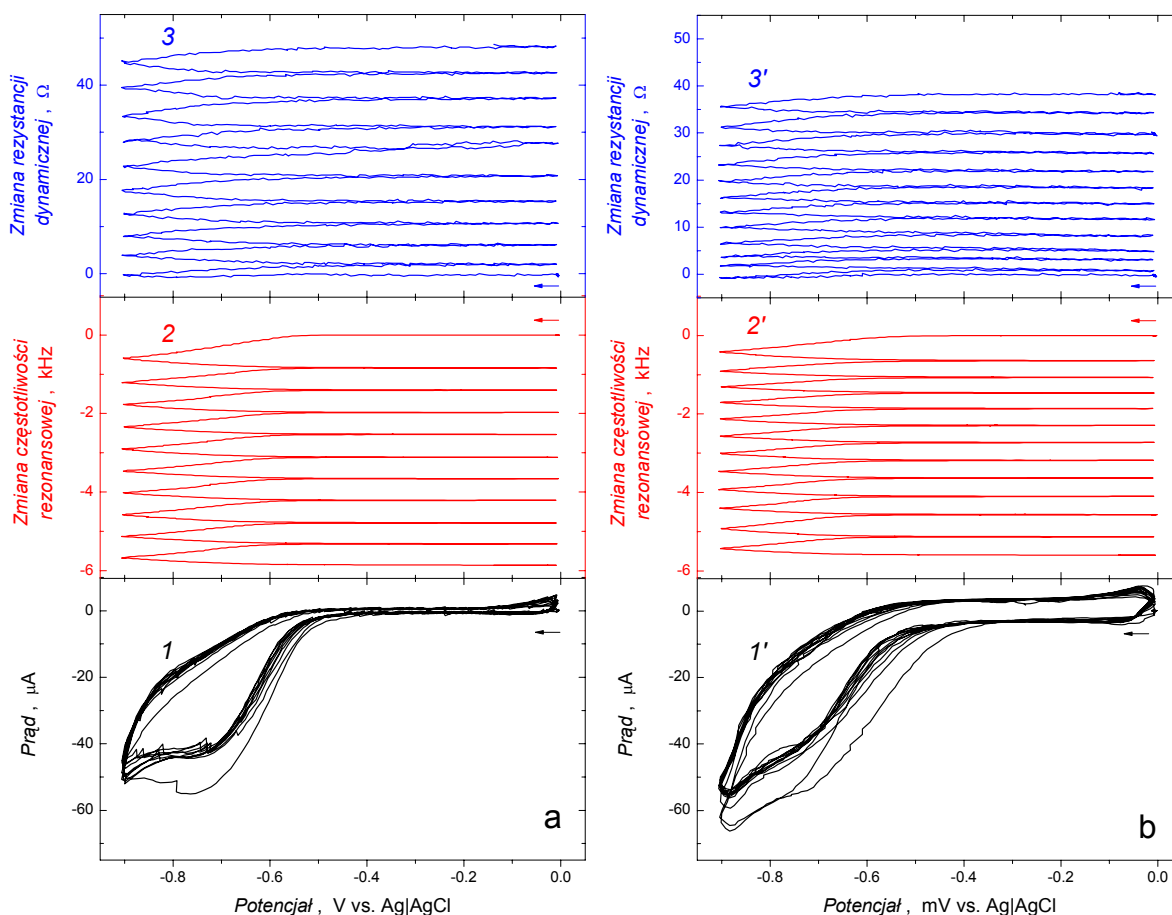 3
40
20
0
Zmiana rezystancji
dynamicznej , Ω
3'
50
40
30
20
10
0
Zmiana rezystancji
dynamicznej , Ω
2
0
-2
-4
-6
Zmiana częstotliwości
rezonansowej , kHz
2'
0
-2
-4
-6
Zmiana częstotliwości
rezonansowej , kHz
1
0
-20
-40
-60
Prąd , μA
a
-0.8 -0.6 -0.4 -0.2 0.0
Potencjał , V vs. Ag|AgCl
1'
0
-20
-40
-60
Prąd , μA
b
-0.8 -0.6 -0.4 -0.2 0.0
Potencjał , mV vs. Ag|AgCl